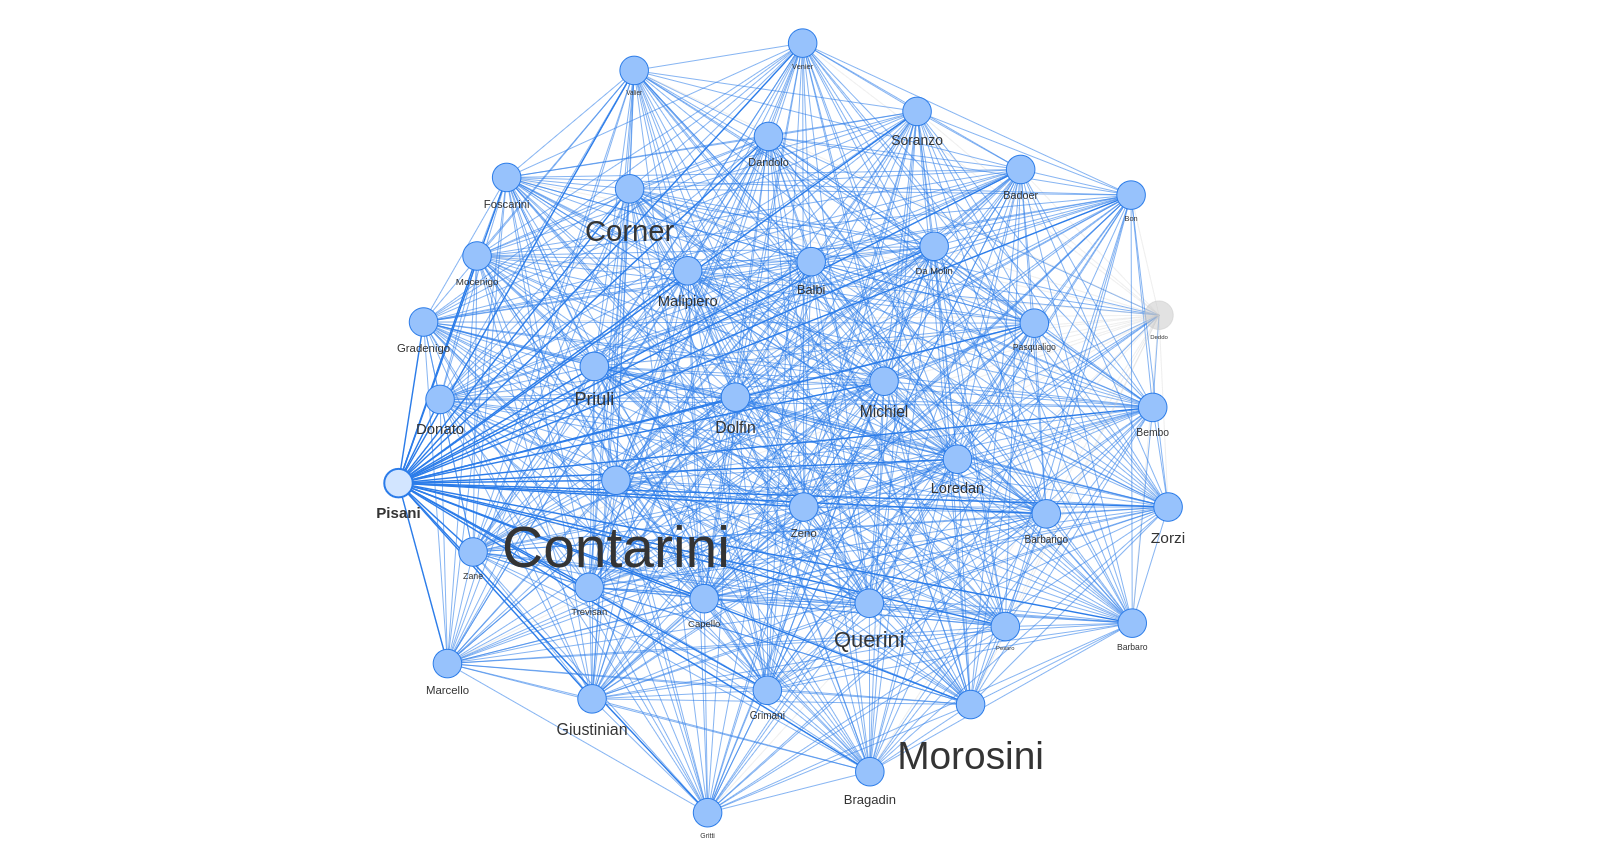 Venier
Valier
Soranzo
Dandolo
Badoer
Foscarini
Bon
Corner
Da Molin
Mocenigo
Balbi
Malipiero
Doddo
Pasqualigo
Gradenigo
Priuli
Michiel
Dolfin
Donato
Bembo
Loredan
Pisani
Zeno
Barbarigo
Zorzi
Contarini
Zane
Trevisan
Capello
Querini
Pesaro
Barbaro
Marcello
Grimani
Giustinian
Morosini
Bragadin
Gritti